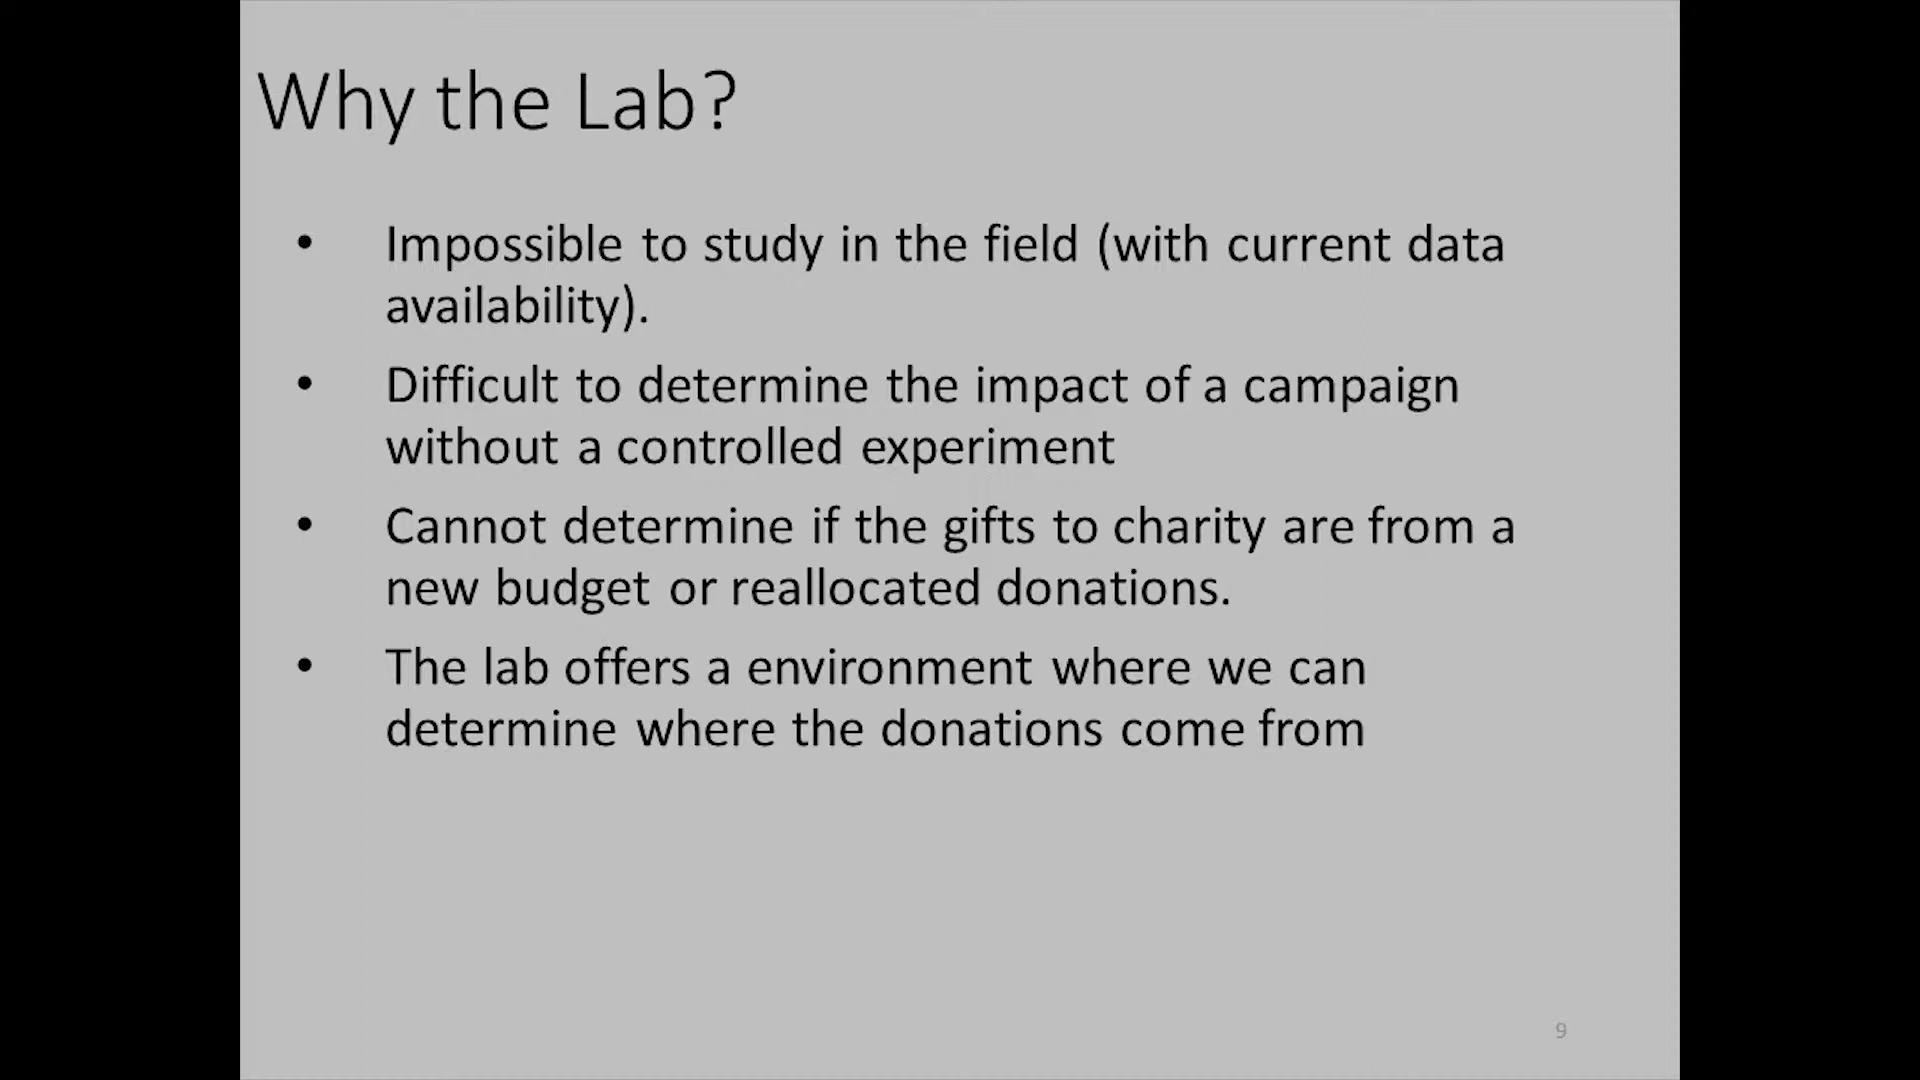 Why the Lab?
• Impossible to study in the field (with current data
availability).
• Difficult to determine the impact of a campaign
without a controlled experiment
• Cannot determine if the gifts to charity are from a
new budget or reallocated donations.
• The lab offers a environment where we can
determine where the donations come from
9